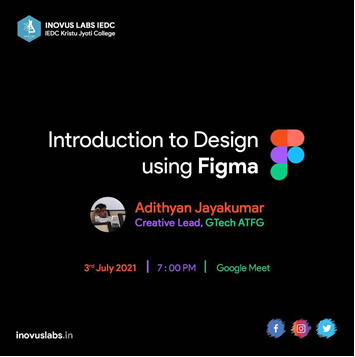 INOVUS LABS IEDC
IEDC Kristu Jyoti College
Introduction to Design
using Figma
Adithyan Jayakumar
Creative Lead, GTech ATFG
3rd July 2021 | 7 : 00 PM | Google Meet
inovuslabs.in